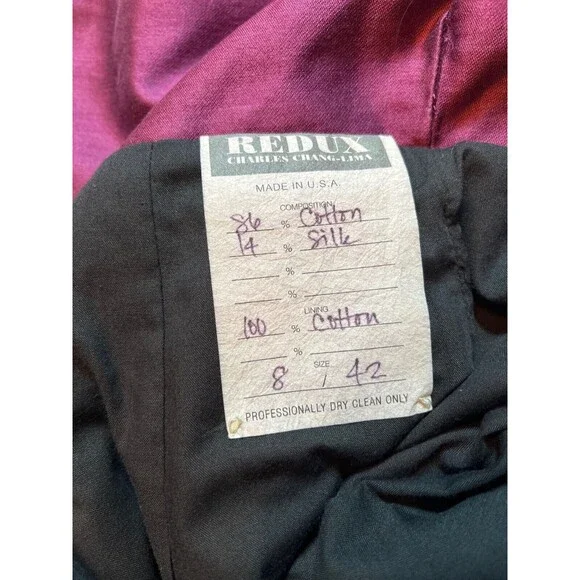 REDUX
CHARLES CHANG-LIMA
MADE IN U.S.A.
COMPOSITION
86 % Cotton
14 % Silk
%
%
LINING
100 % Cotton
%
SIZE
8 / 42
PROFESSIONALLY DRY CLEAN ONLY